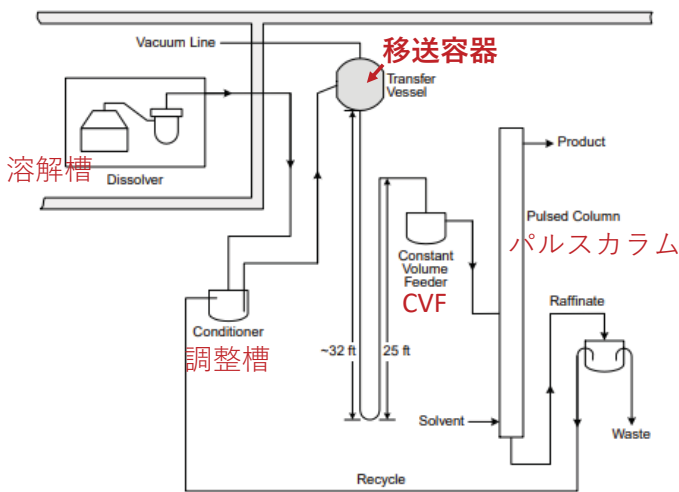 Vacuum Line
移送容器
Transfer
Vessel
溶解槽
Dissolver
Product
Pulsed Column
パルスカラム
Constant
Volume
Feeder
CVF
Conditioner
調整槽
~32 ft
25 ft
Raffinate
Solvent
Waste
Recycle